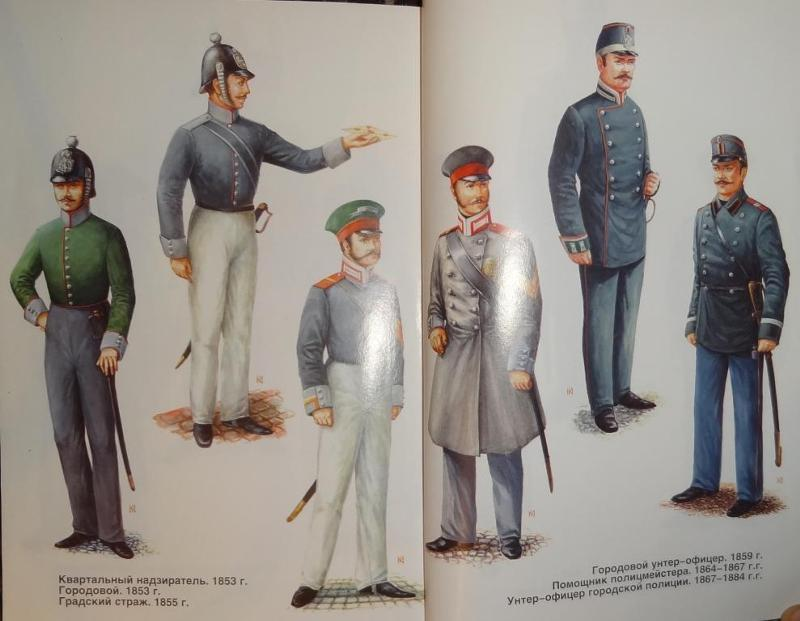 Квартальный надзиратель. 1853 г.
Городовой. 1853 г.
Градский страж. 1855 г.
Городовой унтер-офицер. 1859 г.
Помощник полицмейстера. 1864-1867 г.г.
Унтер-офицер городской полиции. 1867-1884 г.г.